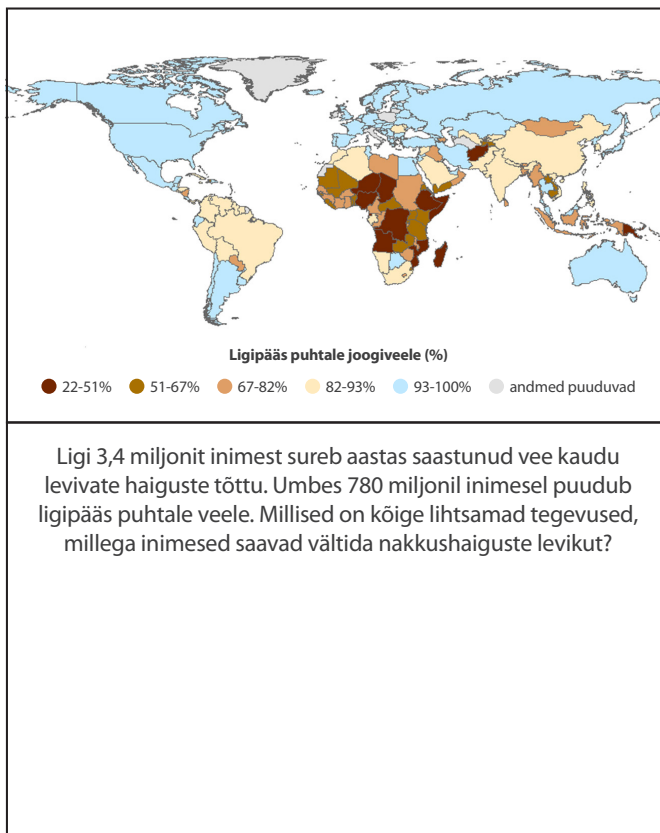 Ligipääs puhtale joogiveele (%)
22-51% 51-67% 67-82% 82-93% 93-100% andmed puuduvad
Ligi 3,4 miljonit inimest sureb aastas saastunud vee kaudu
levivate haiguste tõttu. Umbes 780 miljonil inimesel puudub
ligipääs puhtale veele. Millised on kõige lihtsamad tegevused,
millega inimesed saavad vältida nakkushaiguste levikut?